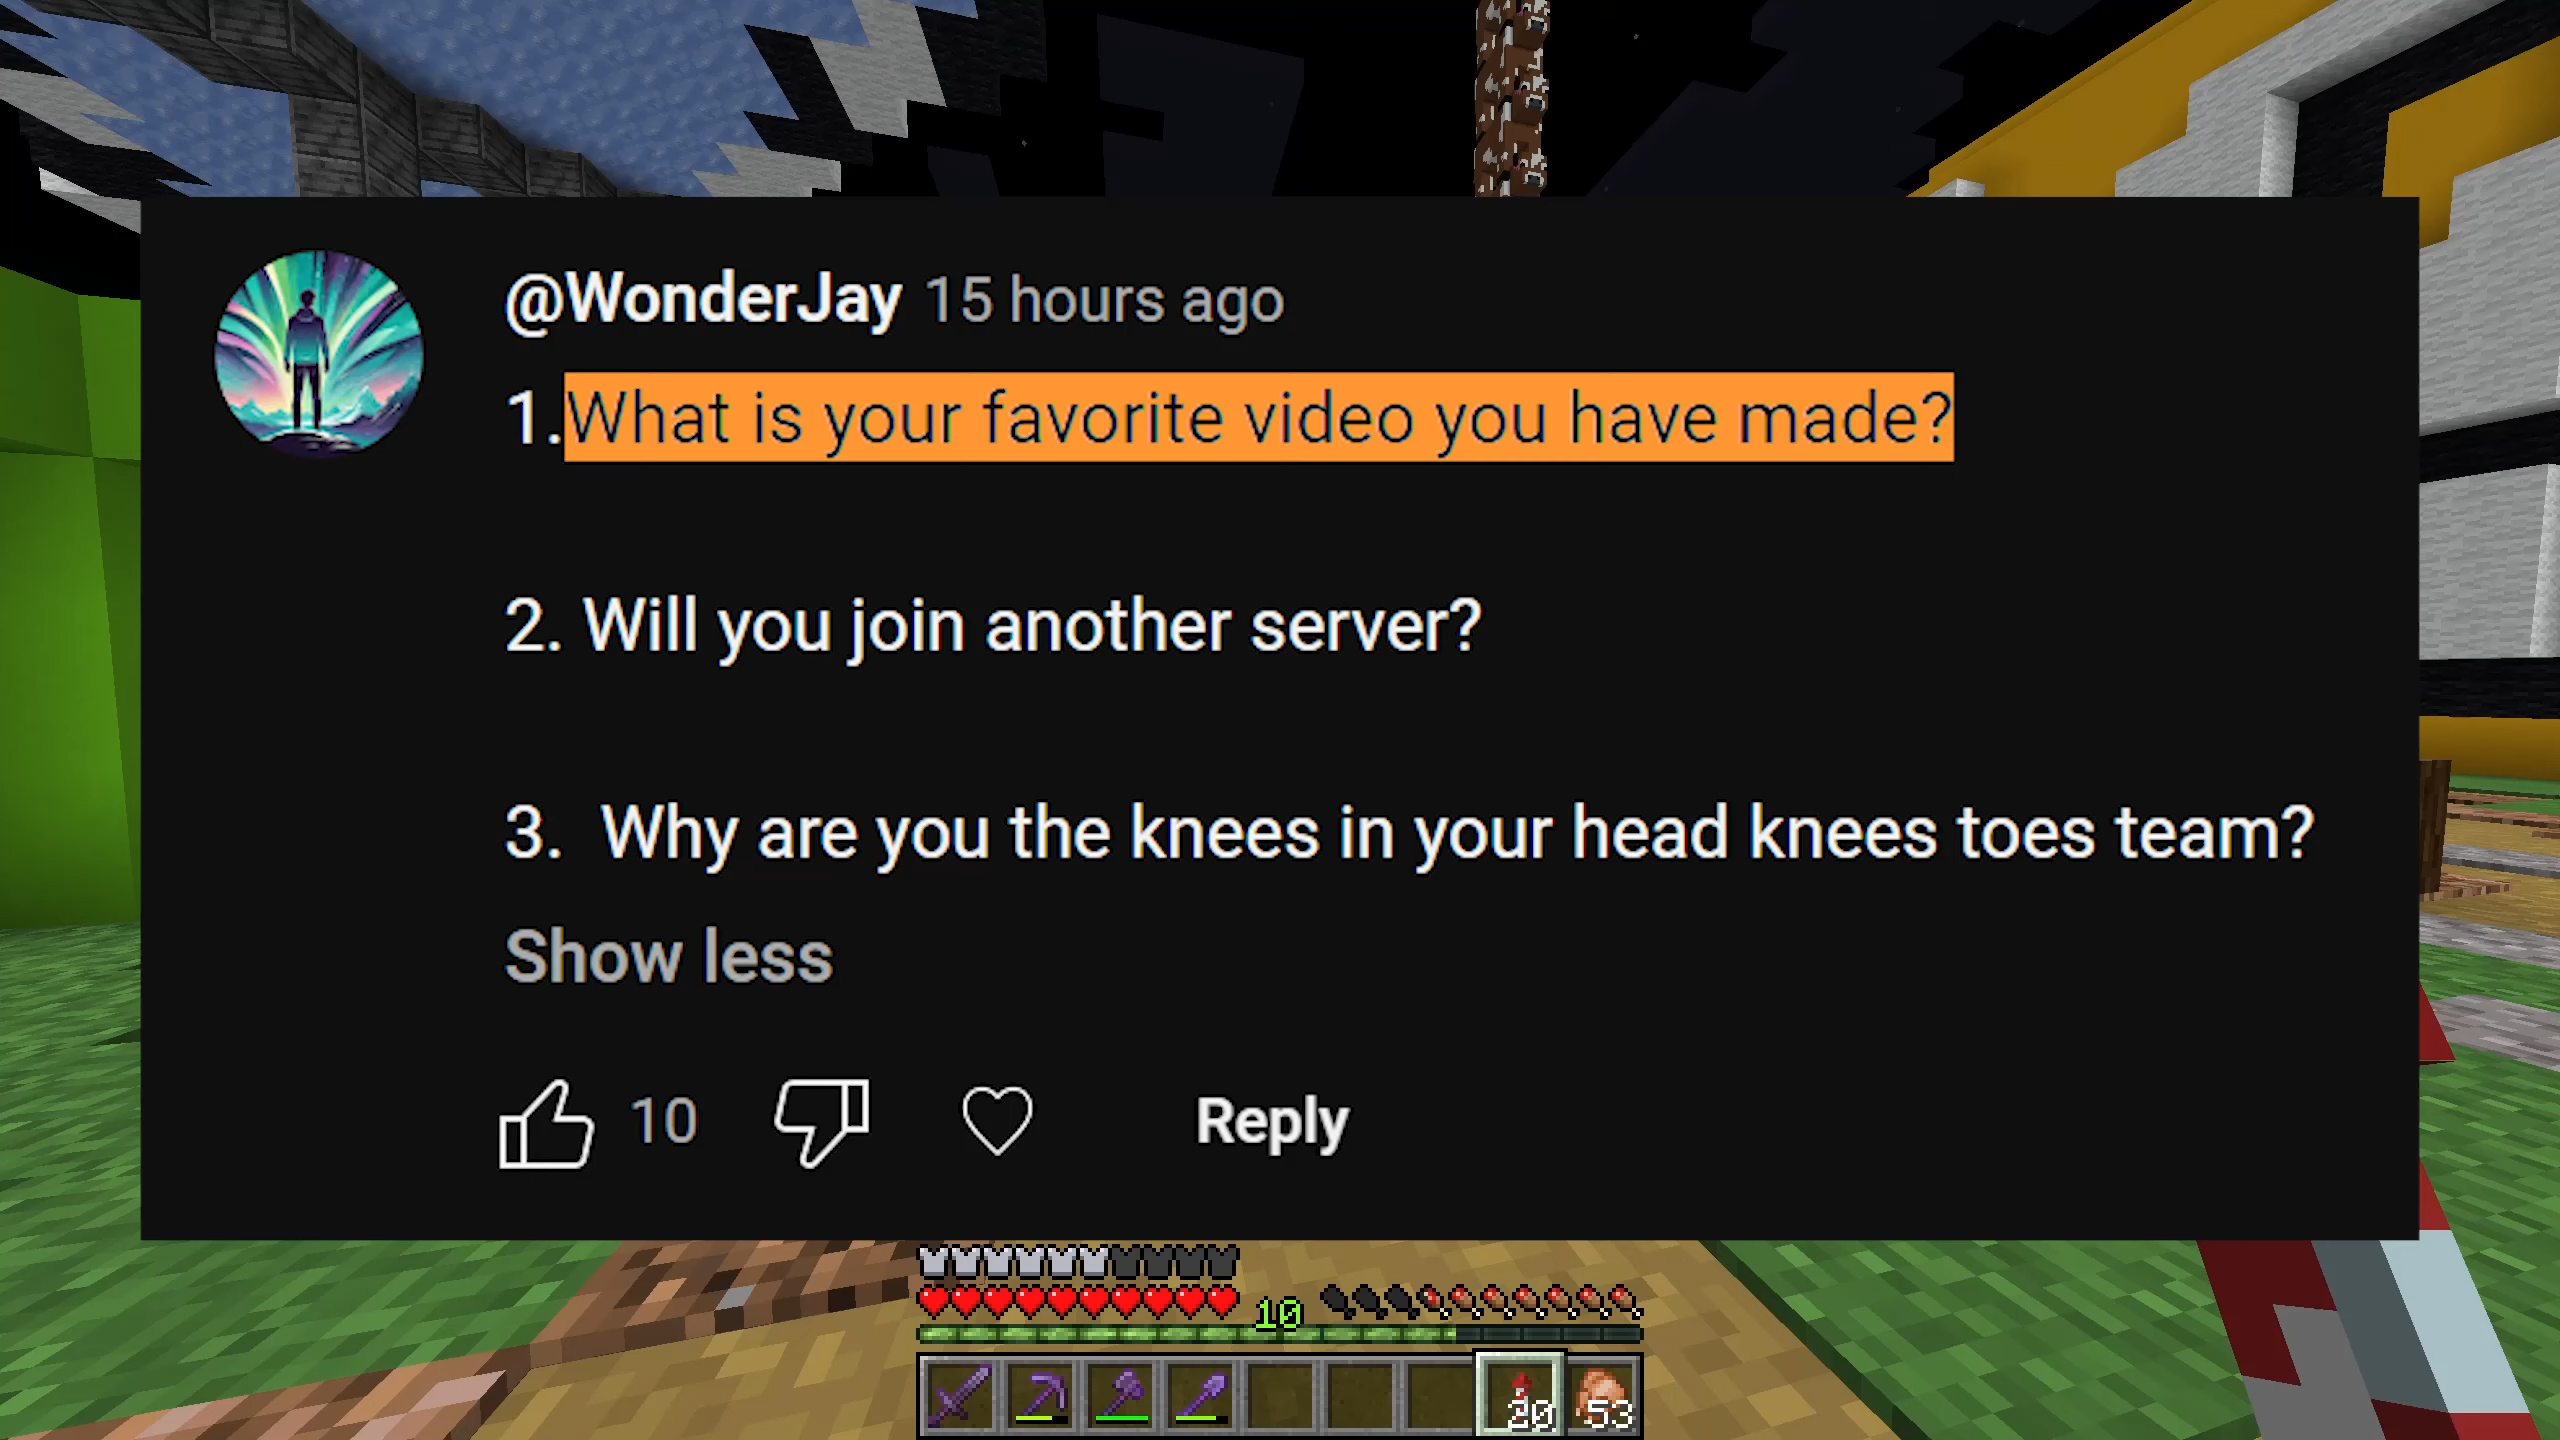 @WonderJay 15 hours ago
1.What is your favorite video you have made?
2. Will you join another server?
3. Why are you the knees in your head knees toes team?
Show less
10 Reply
10
20 53